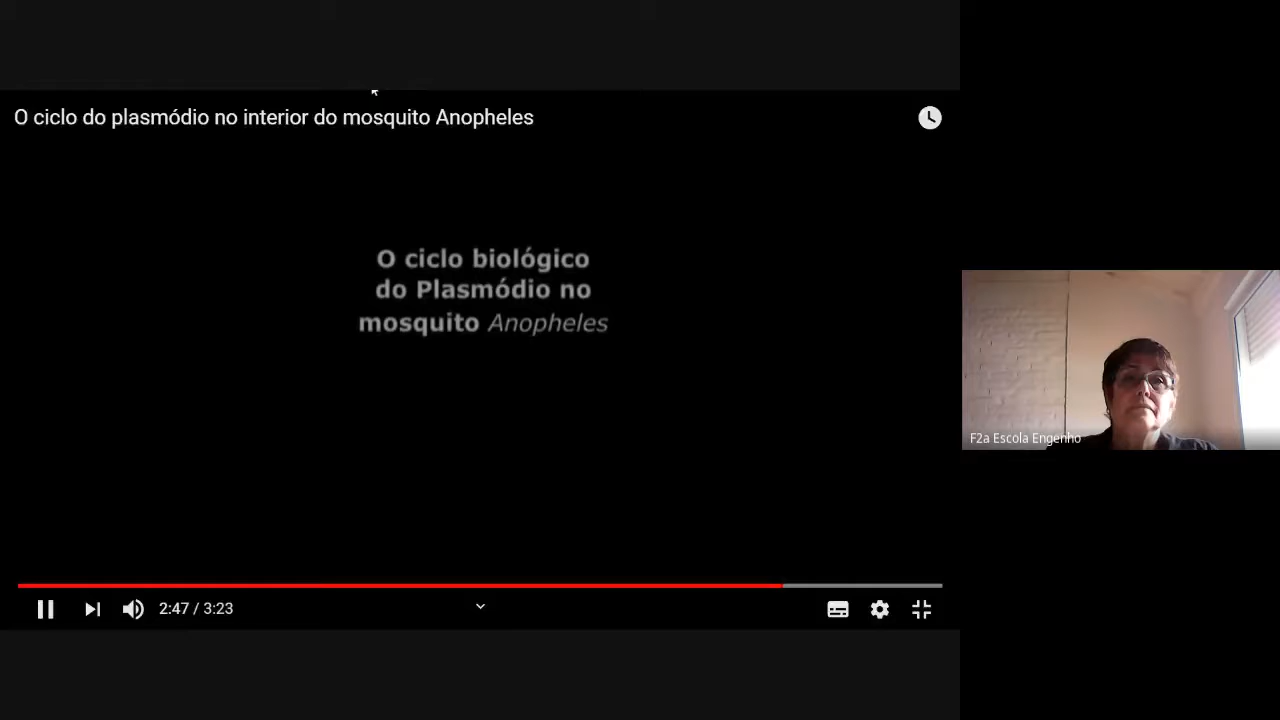 O ciclo do plasmódio no interior do mosquito Anopheles
O ciclo biológico
do Plasmódio no
mosquito Anopheles
F2a Escola Engenho
2:47 / 3:23